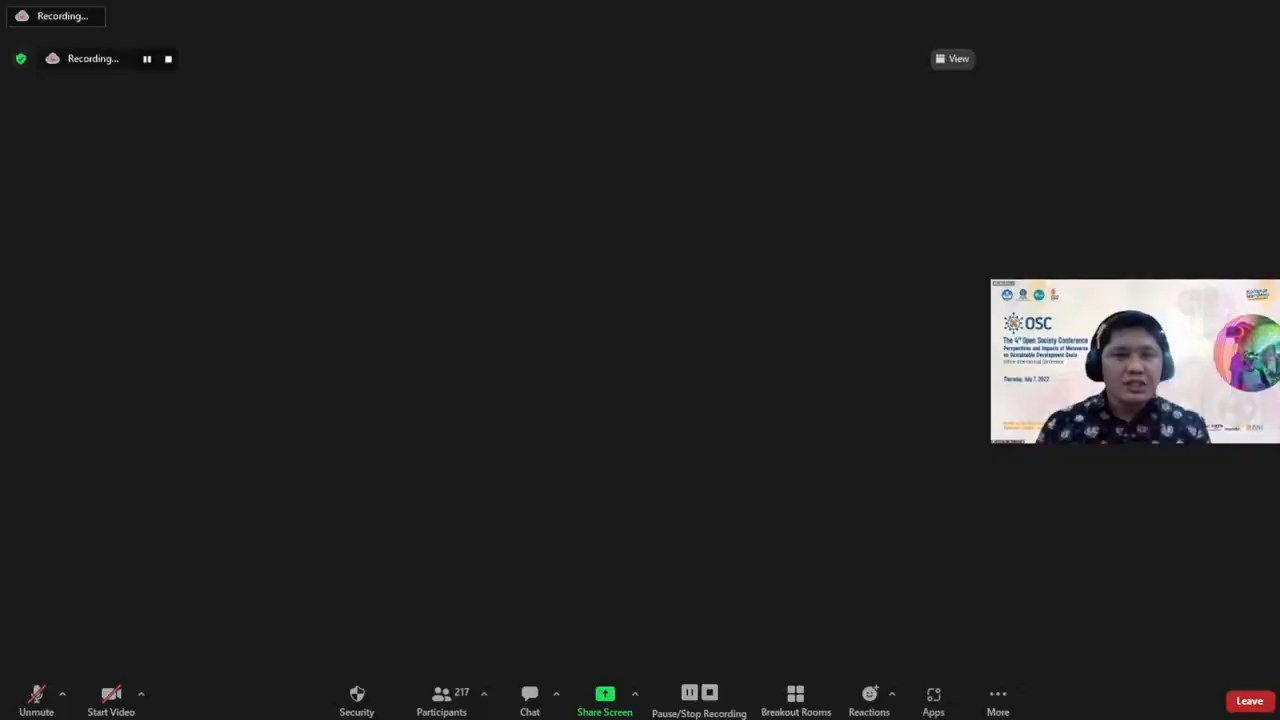 Recording...
Recording...
View
OSC
The 4th Open Society Conference
Perspectives and Impacts of Metaverse
on Sustainable Development Goals
Thursday, July 7, 2022
Unmute
Start Video
Security
217
Participants
Chat
Share Screen
Pause/Stop Recording
Breakout Rooms
Reactions
Apps
More
Leave